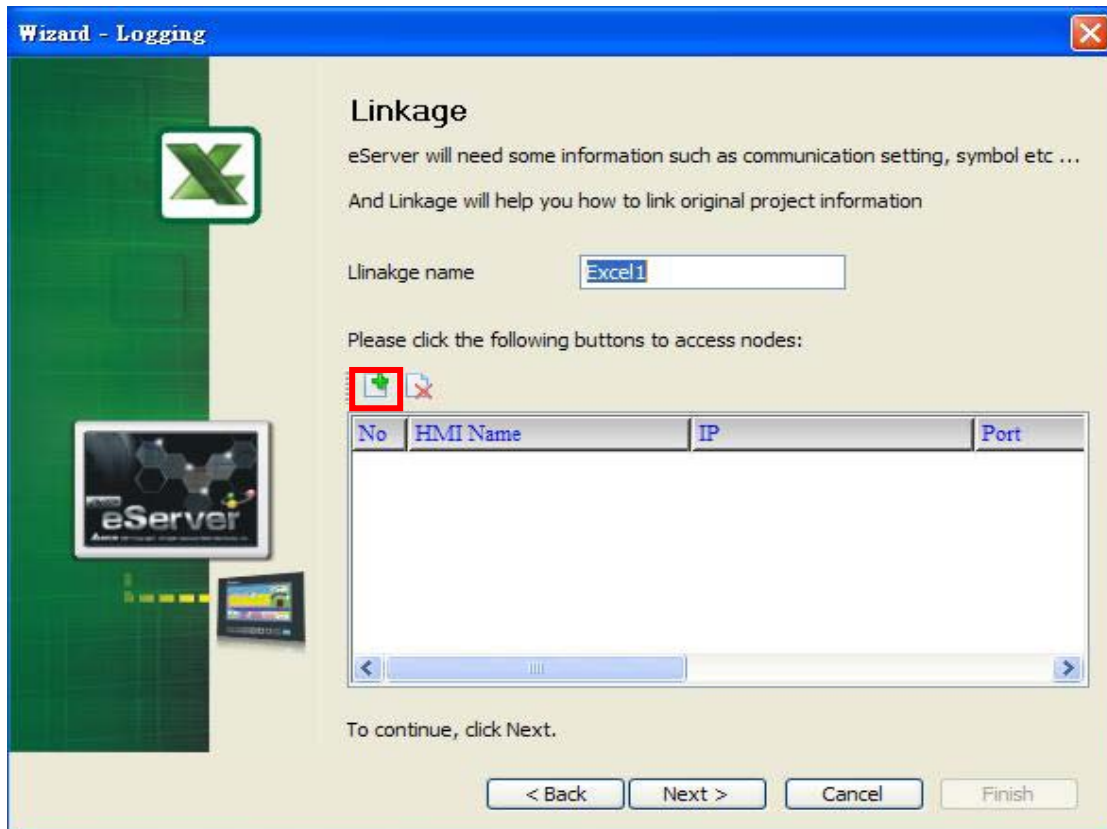 Wizard - Logging
Linkage
eServer will need some information such as communication setting, symbol etc ...
And Linkage will help you how to link original project information
Llinakge name
Excel1
Please click the following buttons to access nodes:
No HMI Name IP Port
eServer
To continue, click Next.
< Back Next > Cancel Finish